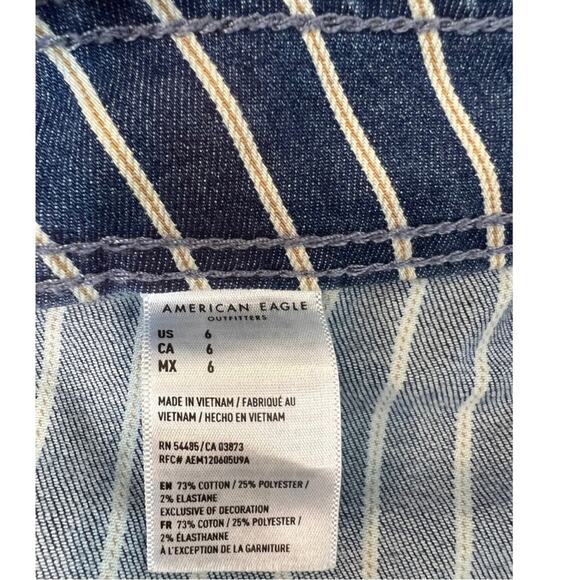 AMERICAN EAGLE
OUTFITTERS
US 6
CA 6
MX 6
MADE IN VIETNAM / FABRIQUÉ AU
VIETNAM / HECHO EN VIETNAM
RN 54485 / CA 03873
RFC# AEM120605U9A
EN 73% COTTON / 25% POLYESTER /
2% ELASTANE
EXCLUSIVE OF DECORATION
FR 73% COTON / 25% POLYESTER /
2% ÉLASTHANNE
À L'EXCEPTION DE LA GARNITURE